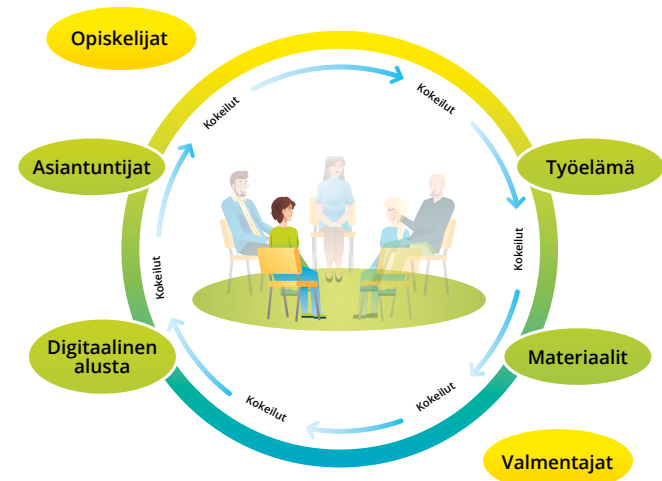 Opiskelijat
Kokeilut
Kokeilut
Asiantuntijat
Työelämä
Kokeilut
Kokeilut
Digitaalinen
alusta
Materiaalit
Kokeilut
Kokeilut
Valmentajat